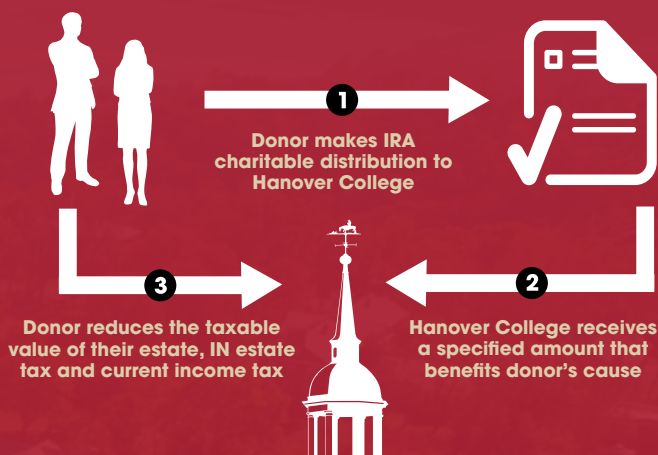 1
Donor makes IRA
charitable distribution to
Hanover College
3
Donor reduces the taxable
value of their estate, IN estate
tax and current income tax
2
Hanover College receives
a specified amount that
benefits donor's cause